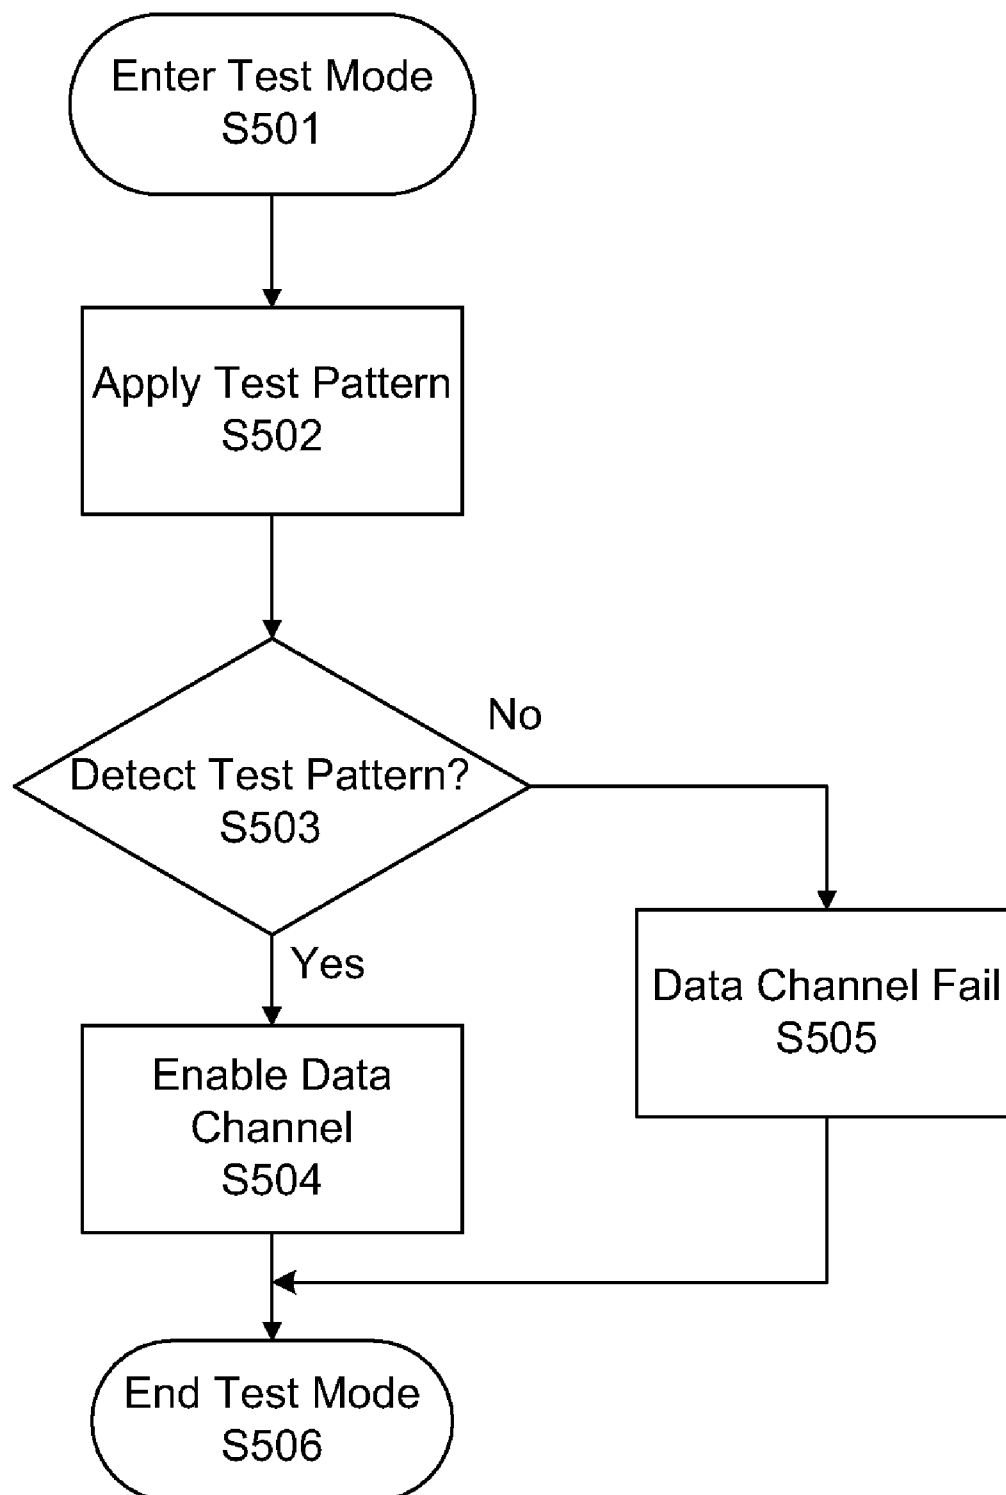 Enter Test Mode
S501
Apply Test Pattern
S502
No
Detect Test Pattern?
S503
Yes
Data Channel Fail
S505
Enable Data
Channel
S504
End Test Mode
S506